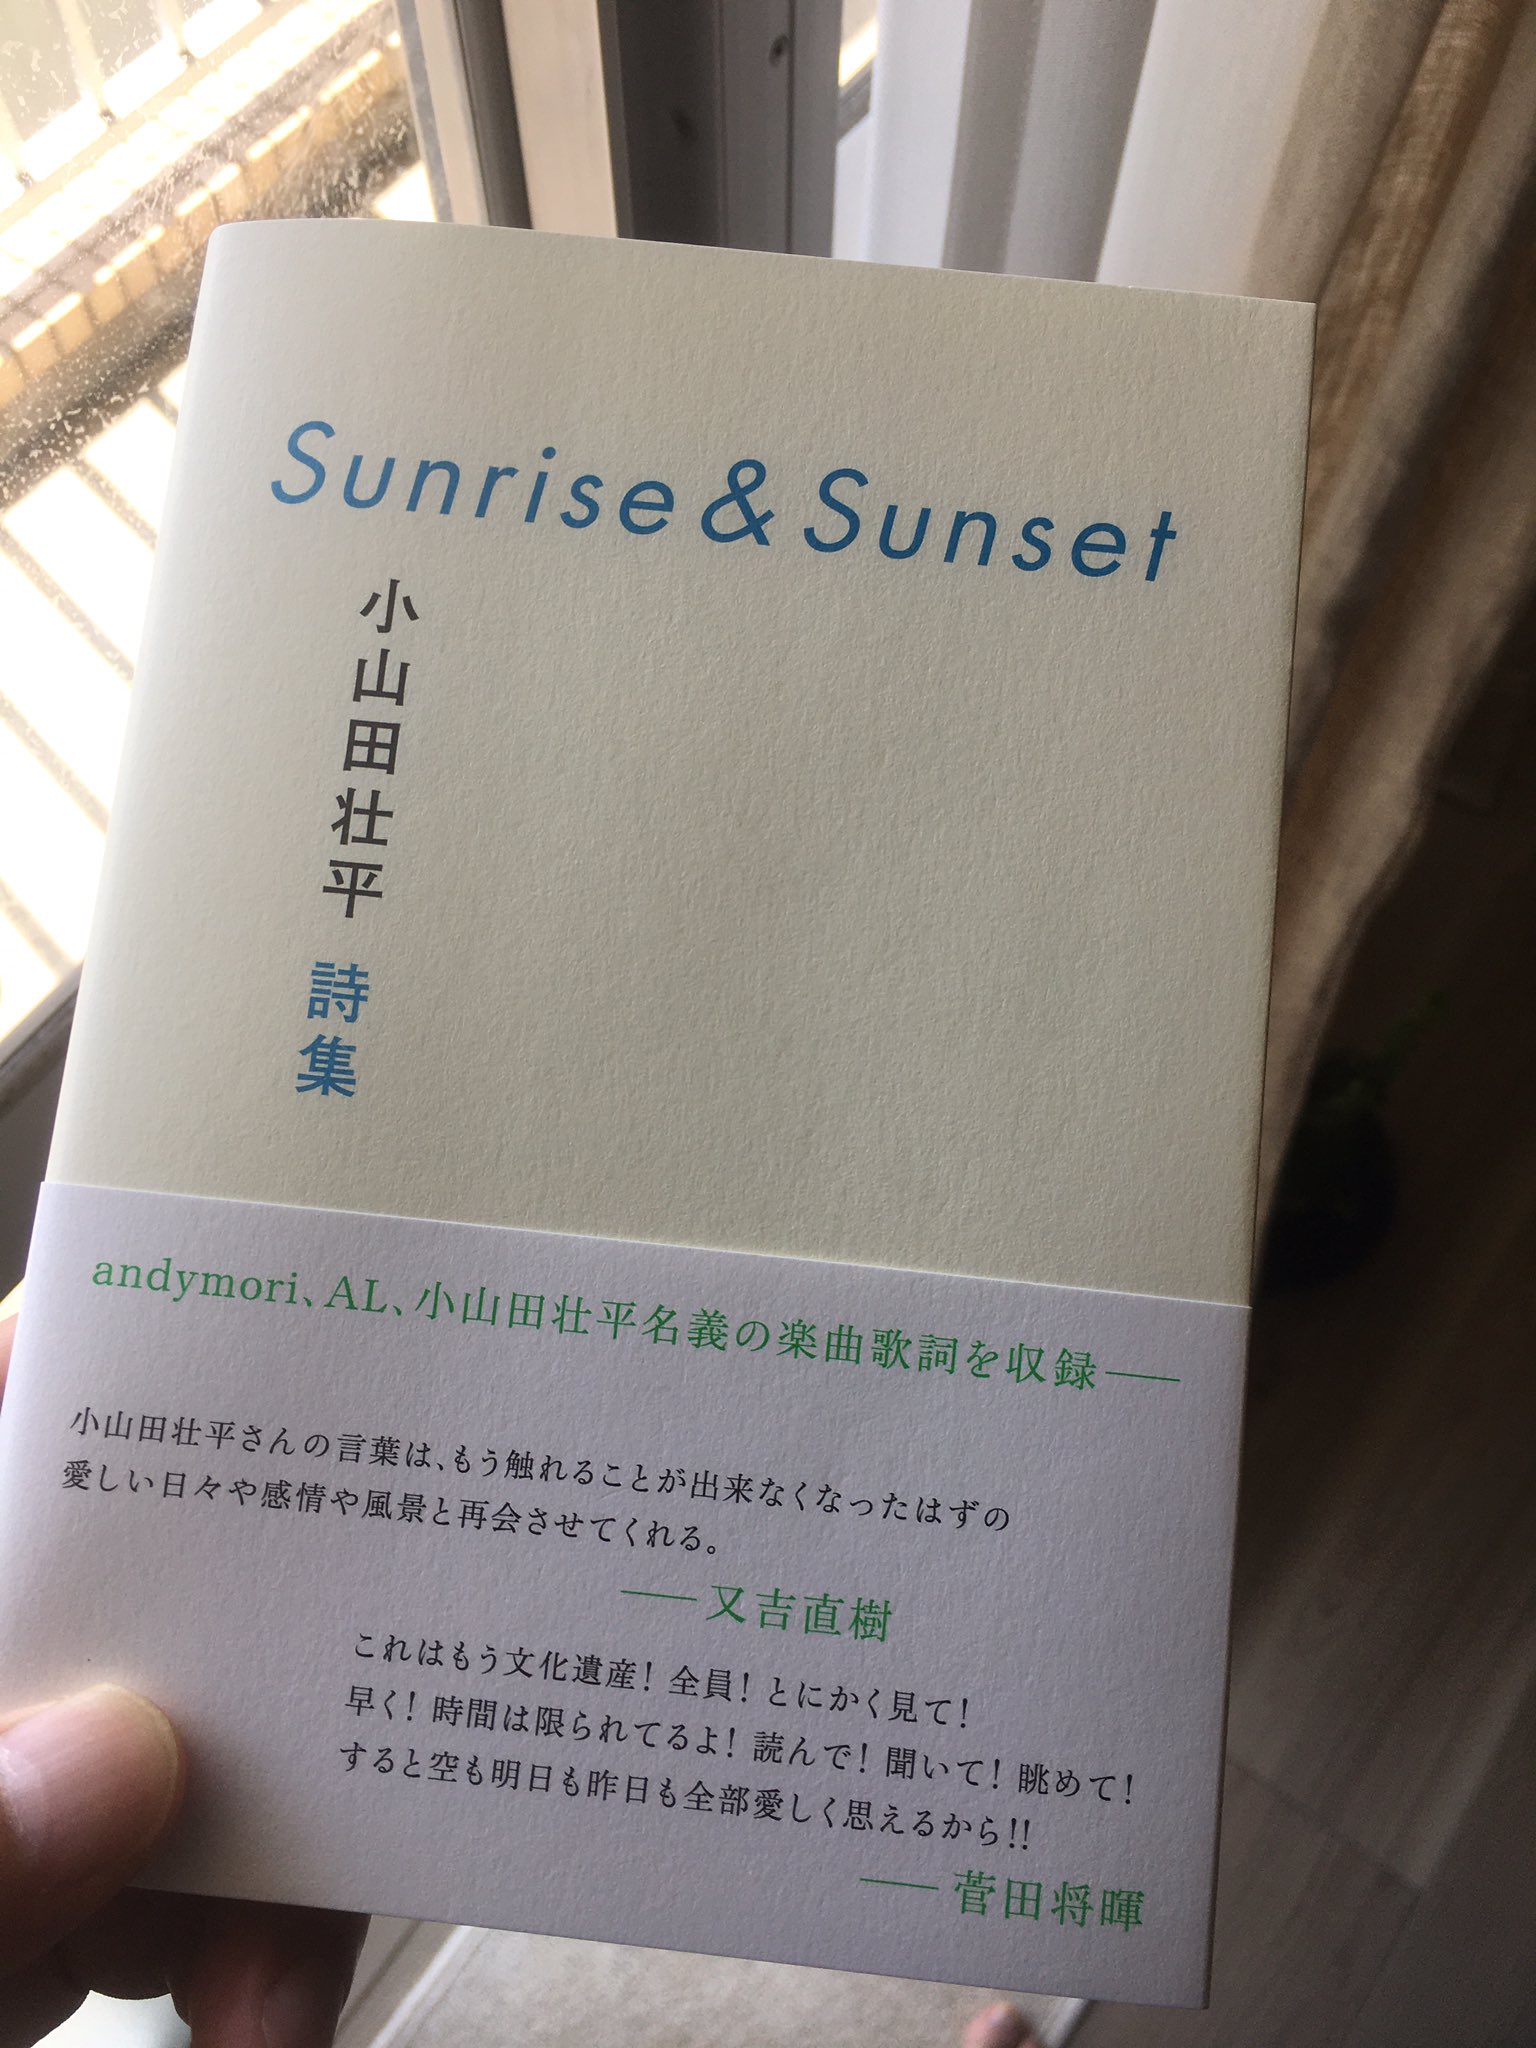 Sunrise & Sunset
小山田壮平 詩集
andymori、AL、小山田壮平名義の楽曲歌詞を収録——
小山田壮平さんの言葉は、もう触れることが出来なくなったはずの
愛しい日々や感情や風景と再会させてくれる。
——又吉直樹
これはもう文化遺産！ 全員！ とにかく見て！
早く！ 時間は限られてるよ！ 読んで！ 聞いて！ 眺めて！
すると空も明日も昨日も全部愛しく思えるから!!
——菅田将暉